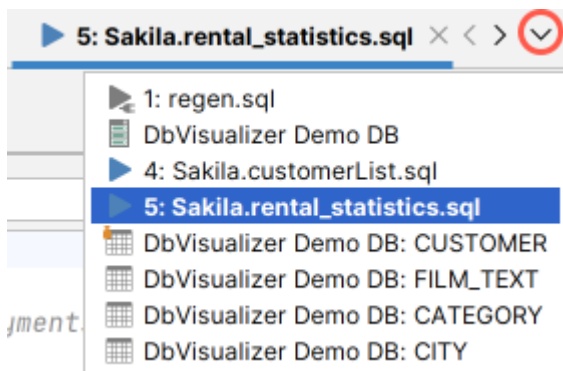 5: Sakila.rental_statistics.sql
1: regen.sql
DbVisualizer Demo DB
4: Sakila.customerList.sql
5: Sakila.rental_statistics.sql
DbVisualizer Demo DB: CUSTOMER
DbVisualizer Demo DB: FILM_TEXT
yment.
DbVisualizer Demo DB: CATEGORY
DbVisualizer Demo DB: CITY